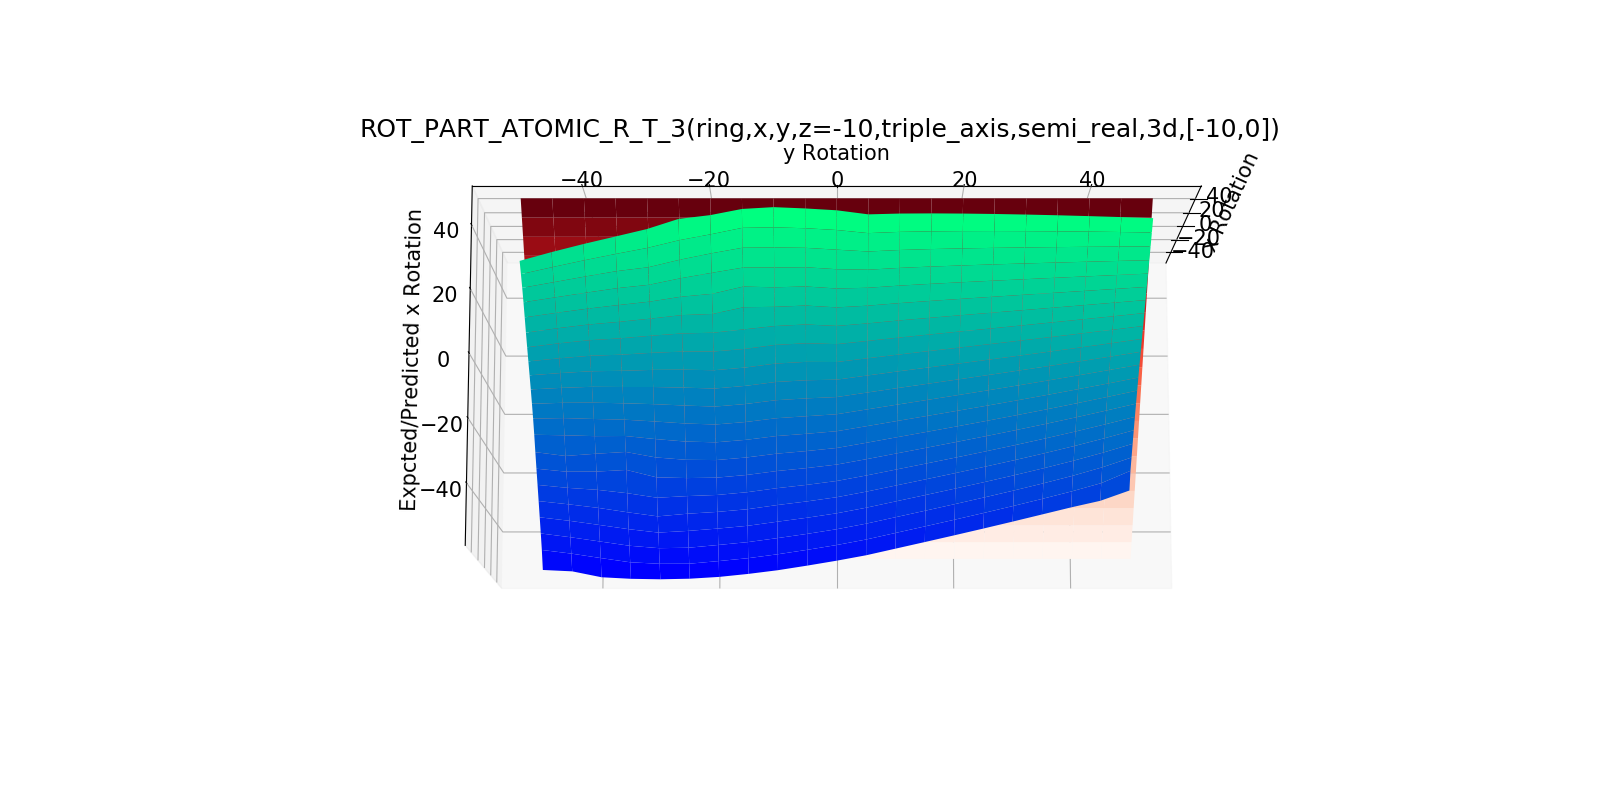 ROT_PART_ATOMIC_R_T_3(ring,x,y,z=-10,triple_axis,semi_real,3d,[-10,0])
y Rotation
−40 −20 0 20 40
40
20
0
−20
−40
Rotation
Expcted/Predicted x Rotation
40
20
0
−20
−40